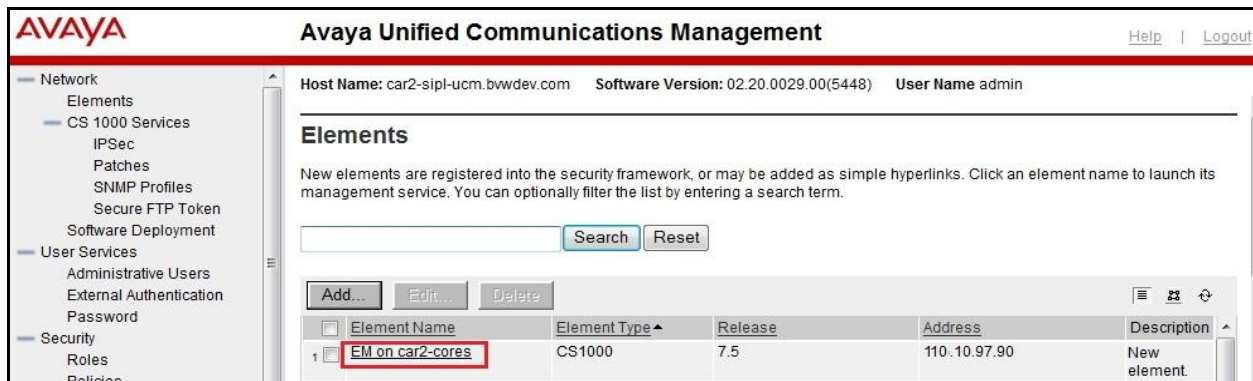 AVAYA
Avaya Unified Communications Management
Help | Logout
Network
Elements
CS 1000 Services
IPSec
Patches
SNMP Profiles
Secure FTP Token
Software Deployment
User Services
Administrative Users
External Authentication
Password
Security
Roles
Policies
Host Name: car2-sipl-ucm.bvwdev.com Software Version: 02.20.0029.00(5448) User Name admin
Elements
New elements are registered into the security framework, or may be added as simple hyperlinks. Click an element name to launch its
management service. You can optionally filter the list by entering a search term.
Search Reset
Add... Edit... Delete
Element Name Element Type Release Address Description
1 EM on car2-cores CS1000 7.5 110.10.97.90 New
element.